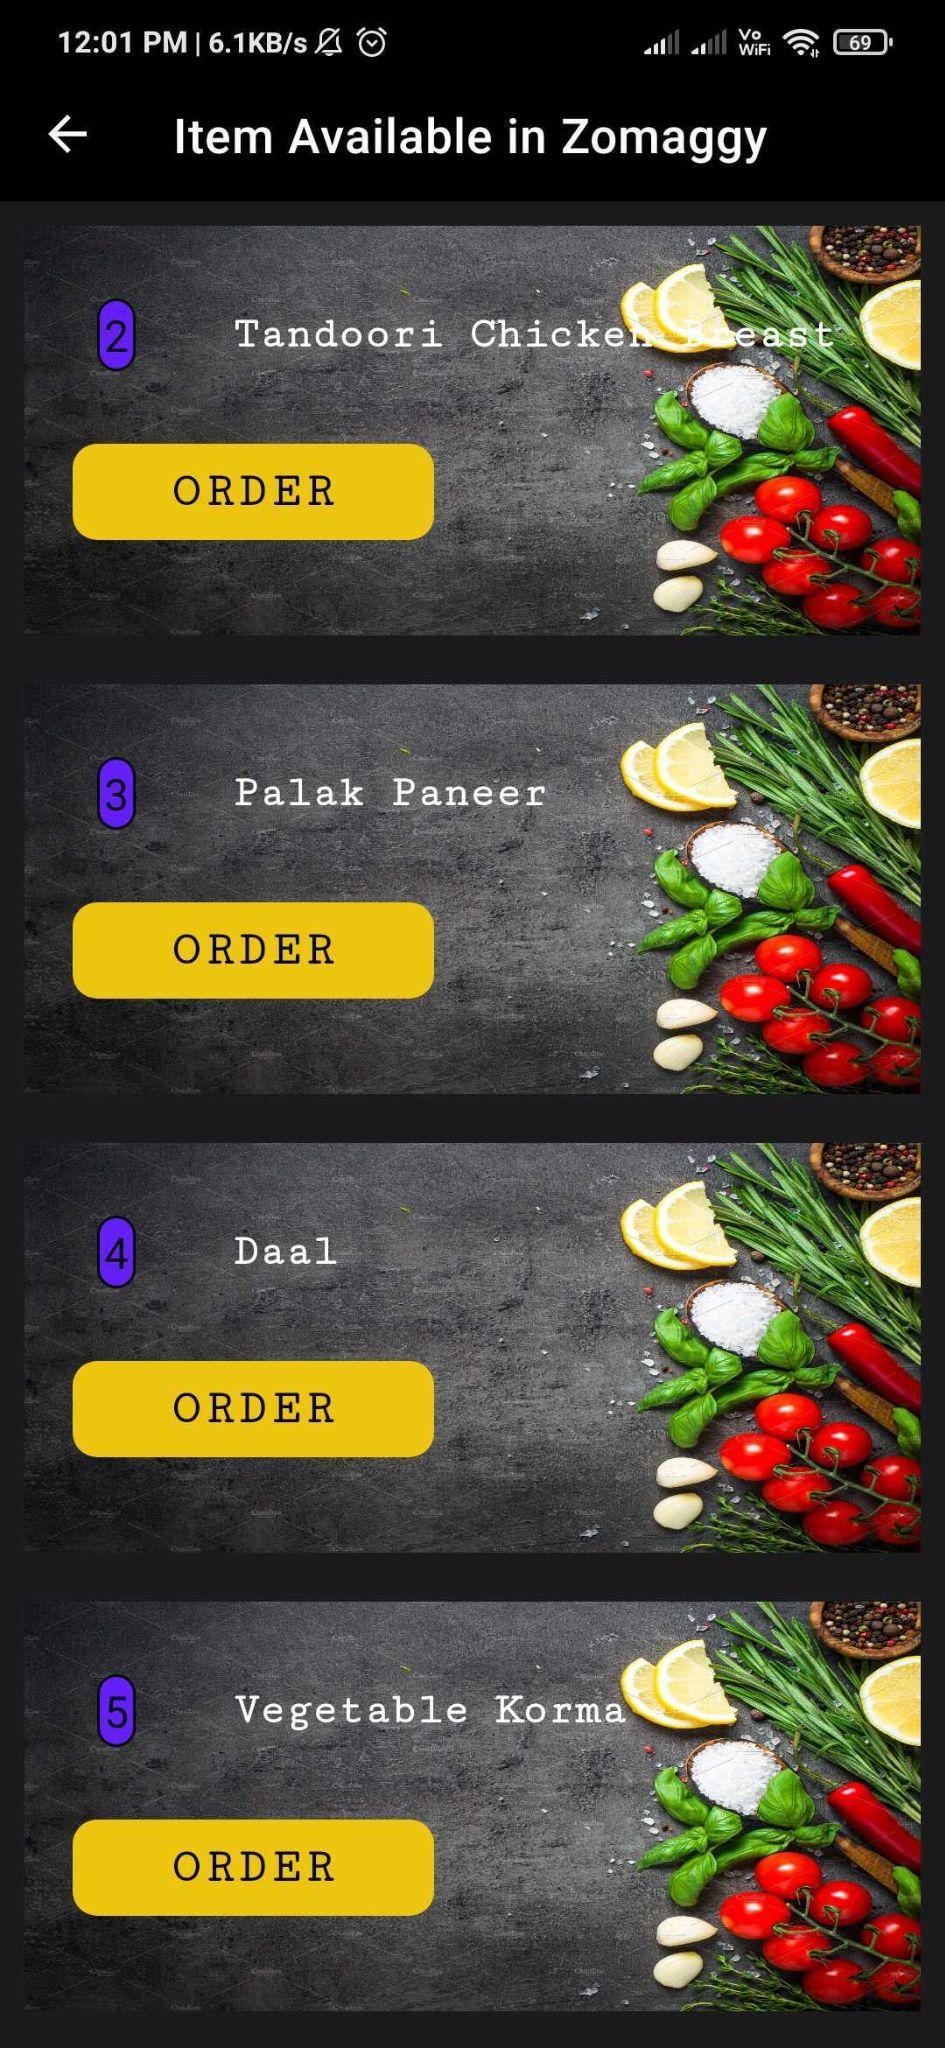 12:01 PM | 6.1KB/s
Vo
WiFi
69
Item Available in Zomaggy
2
Tandoori Chicken Breast
ORDER
3
Palak Paneer
ORDER
4
Daal
ORDER
5
Vegetable Korma
ORDER